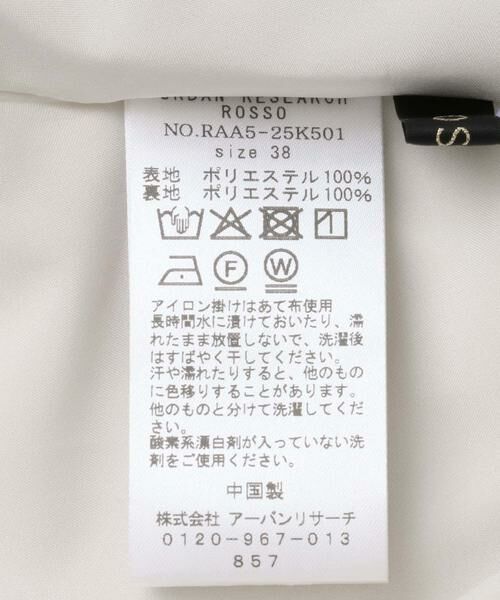 URBAN RESEARCH
ROSSO
NO.RAA5-25K501
size 38
表地 ポリエステル100%
裏地 ポリエステル100%
F W
アイロン掛けはあて布使用
長時間水に漬けておいたり、濡
れたまま放置しないで、洗濯後
はすばやく干してください。
汗や濡れたりすると、他のもの
に色移りすることがあります。
他のものと分けて洗濯してくだ
さい。
酸素系漂白剤が入っていない洗
剤をご使用ください。
中国製
株式会社 アーバンリサーチ
0120-967-013
857
S